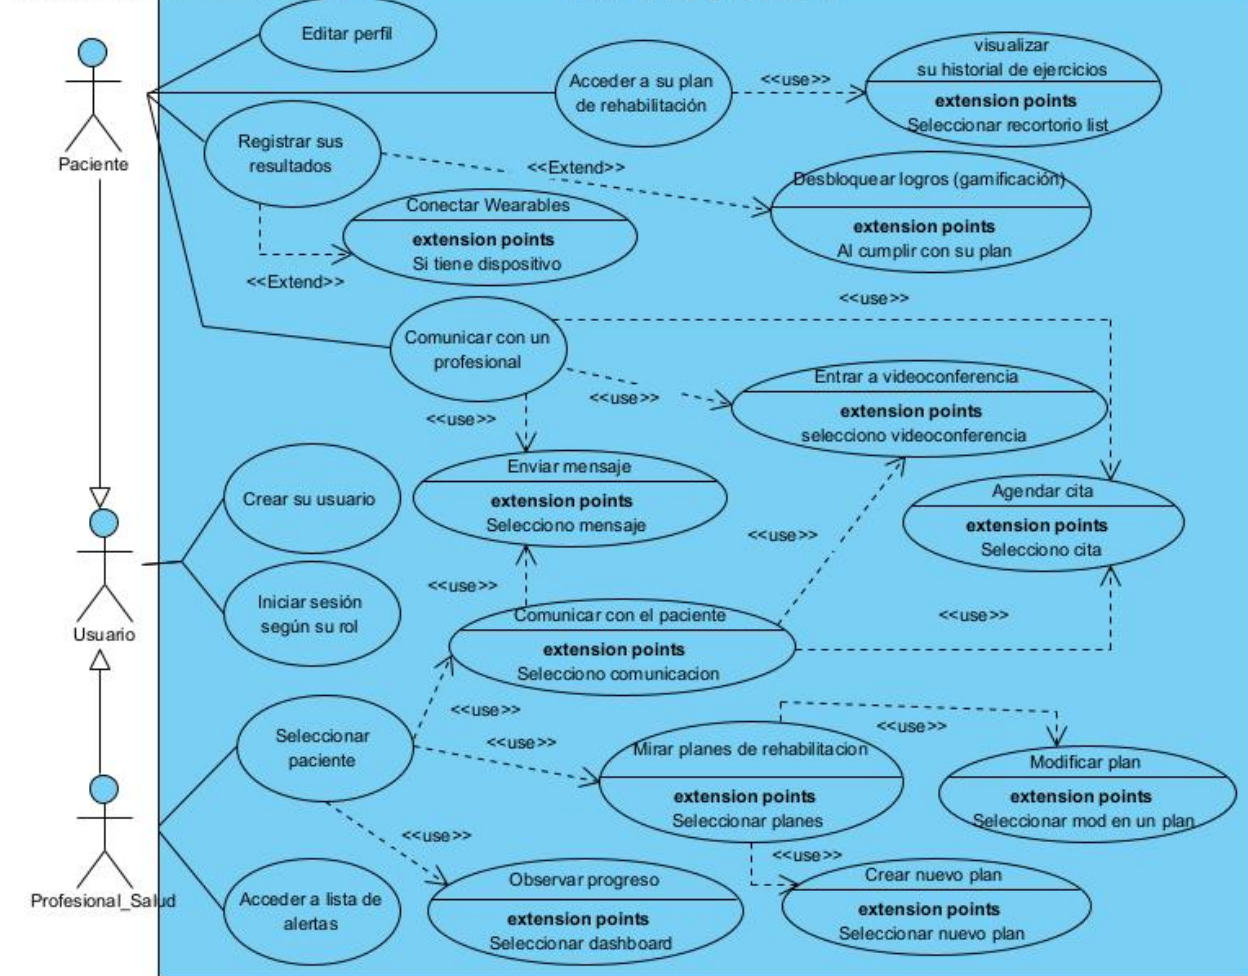 Editar perfil
Acceder a su plan
de rehabilitación
<<use>>
visualizar
su historial de ejercicios
extension points
Seleccionar recortorio list
Paciente
Registrar sus
resultados
<<Extend>>
Desbloquear logros (gamificación)
extension points
Al cumplir con su plan
Conectar Wearables
extension points
Si tiene dispositivo
<<Extend>>
<<use>>
Comunicar con un
profesional
<<use>>
<<use>>
Entrar a videoconferencia
extension points
selecciono videoconferencia
Enviar mensaje
extension points
Selecciono mensaje
Agendar cita
extension points
Selecciono cita
Crear su usuario
Usuario
Iniciar sesión
según su rol
<<use>>
<<use>>
<<use>>
Comunicar con el paciente
extension points
Selecciono comunicacion
<<use>>
<<use>>
Seleccionar
paciente
Mirar planes de rehabilitacion
extension points
Seleccionar planes
<<use>>
Modificar plan
extension points
Seleccionar mod en un plan
Profesional_Salud
<<use>>
<<use>>
Acceder a lista de
alertas
Observar progreso
extension points
Seleccionar dashboard
Crear nuevo plan
extension points
Seleccionar nuevo plan